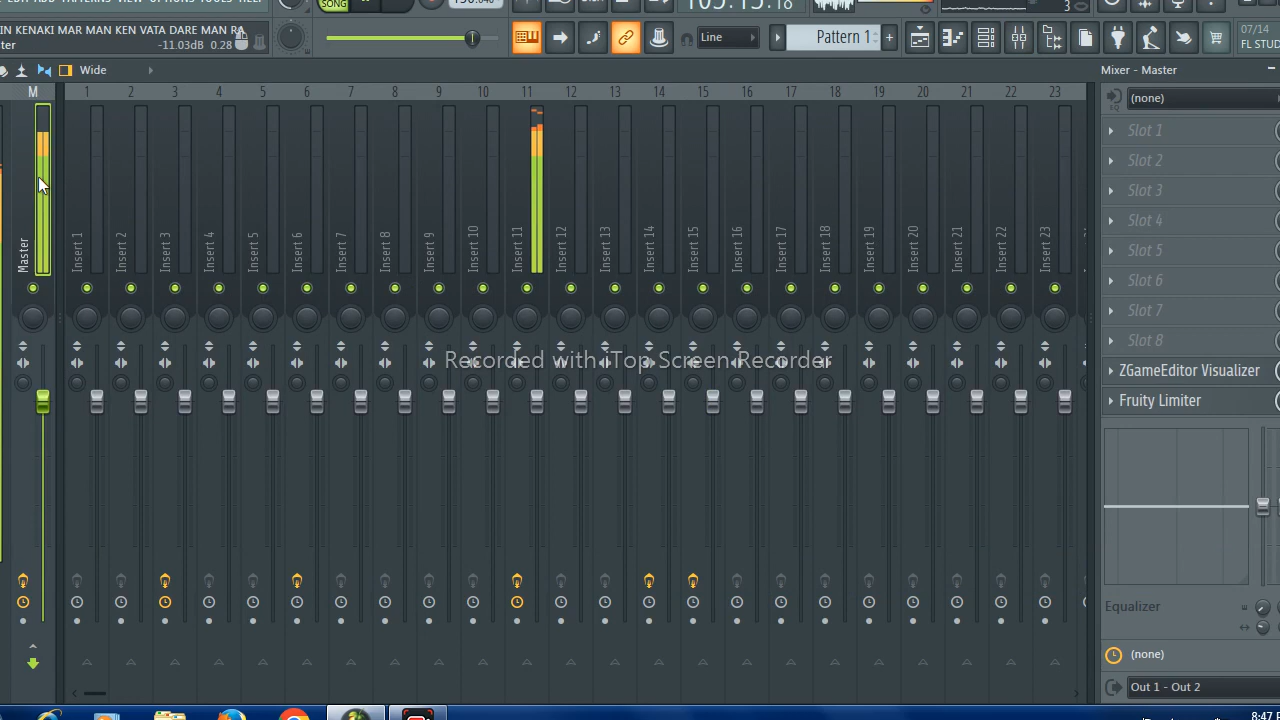 SONG
3
IN KENAKI MAR MAN KEN VATA DARE MAN RA
ter
-11.03dB 0.28
Line
Pattern 1
+
07/14
FL STUD
Wide
Mixer - Master
M
1 2 3 4 5 6 7 8 9 10 11 12 13 14 15 16 17 18 19 20 21 22 23
(none)
Slot 1
Slot 2
Slot 3
Slot 4
Slot 5
Slot 6
Slot 7
Slot 8
ZGameEditor Visualizer
Fruity Limiter
Master
Insert 1
Insert 2
Insert 3
Insert 4
Insert 5
Insert 6
Insert 7
Insert 8
Insert 9
Insert 10
Insert 11
Insert 12
Insert 13
Insert 14
Insert 15
Insert 16
Insert 17
Insert 18
Insert 19
Insert 20
Insert 21
Insert 22
Insert 23
Recorded with iTop Screen Recorder
Equalizer
(none)
Out 1 - Out 2
8:47